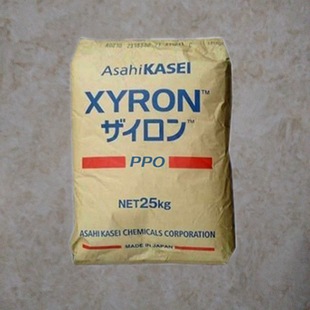 AsahiKASEI
XYRON™
ザイロン™
PPO
NET25kg
ASAHI KASEI CHEMICALS CORPORATION
MADE IN JAPAN